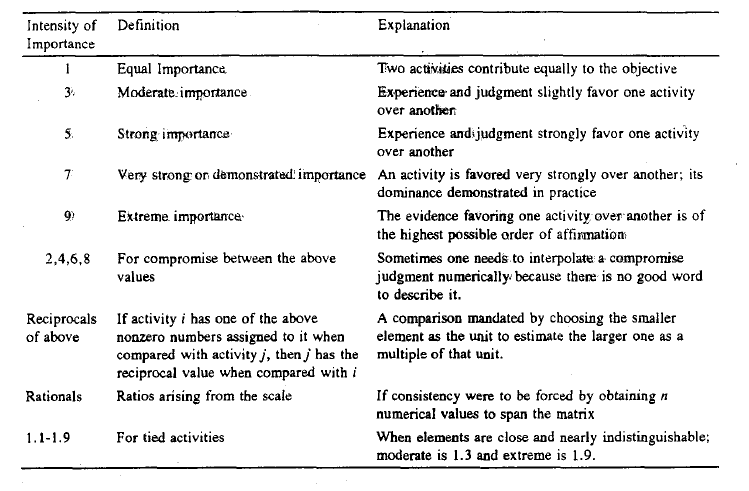 Intensity of Definition Explanation
Importance
1 Equal Importance Two activities contribute equally to the objective
3 Moderate importance Experience and judgment slightly favor one activity
over another
5 Strong importance Experience and judgment strongly favor one activity
over another
7 Very strong or demonstrated importance An activity is favored very strongly over another; its
dominance demonstrated in practice
9 Extreme importance The evidence favoring one activity over another is of
the highest possible order of affirmation
2,4,6,8 For compromise between the above Sometimes one needs to interpolate a compromise
values judgment numerically because there is no good word
to describe it.
Reciprocals If activity i has one of the above A comparison mandated by choosing the smaller
of above nonzero numbers assigned to it when element as the unit to estimate the larger one as a
compared with activity j, then j has the multiple of that unit.
reciprocal value when compared with i
Rationals Ratios arising from the scale If consistency were to be forced by obtaining n
numerical values to span the matrix
1.1-1.9 For tied activities When elements are close and nearly indistinguishable;
moderate is 1.3 and extreme is 1.9.